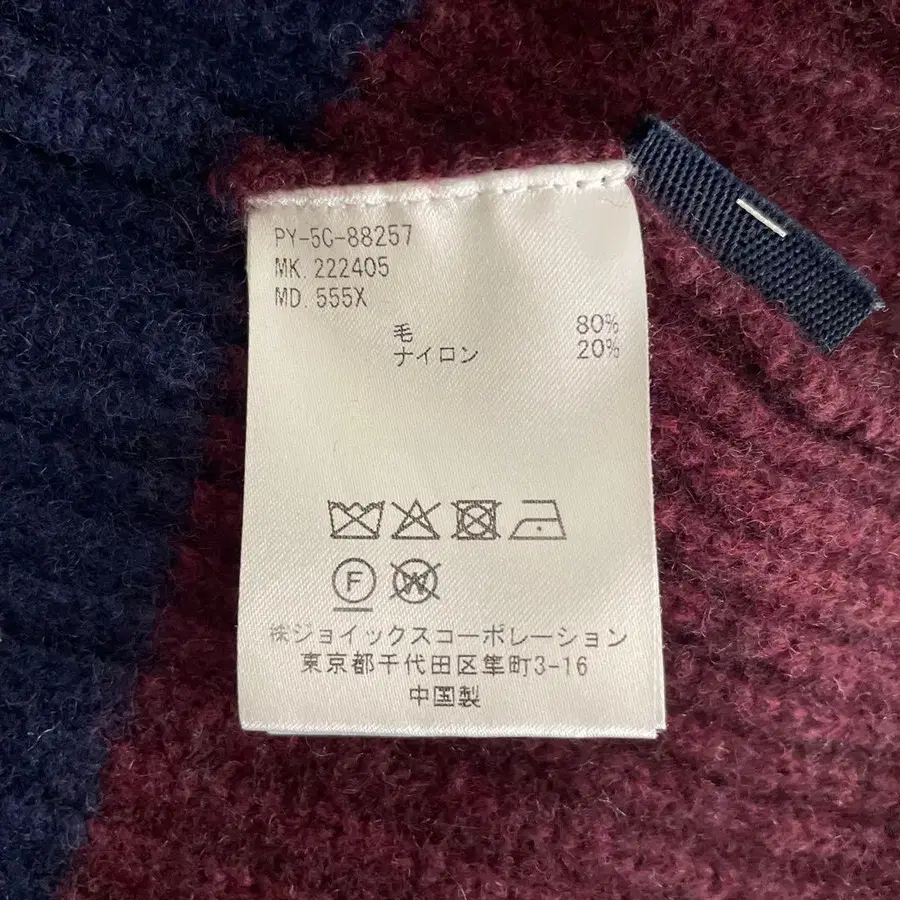 PY-5C-88257
MK. 222405
MD. 555X
毛 80%
ナイロン 20%
F W
㈱ジョイックスコーポレーション
東京都千代田区隼町3-16
中国製